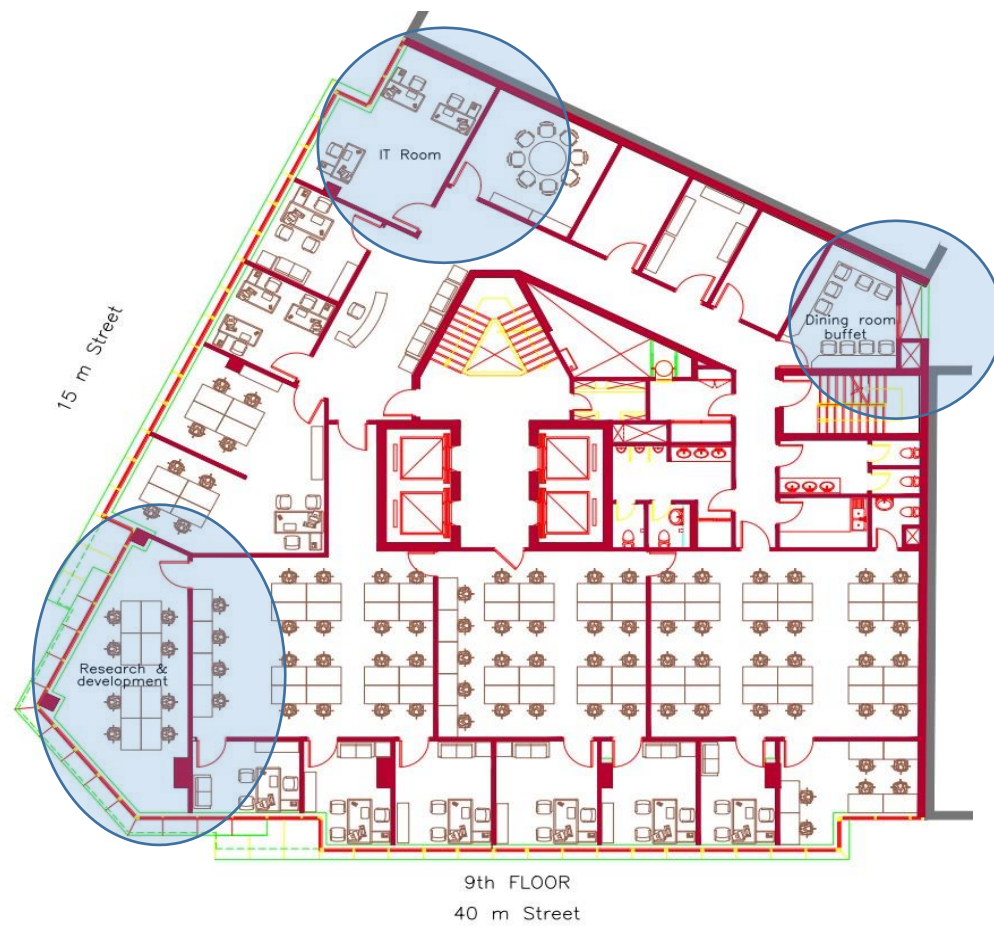 IT Room
Dining room
buffet
15 m Street
Research &
development
9th FLOOR
40 m Street